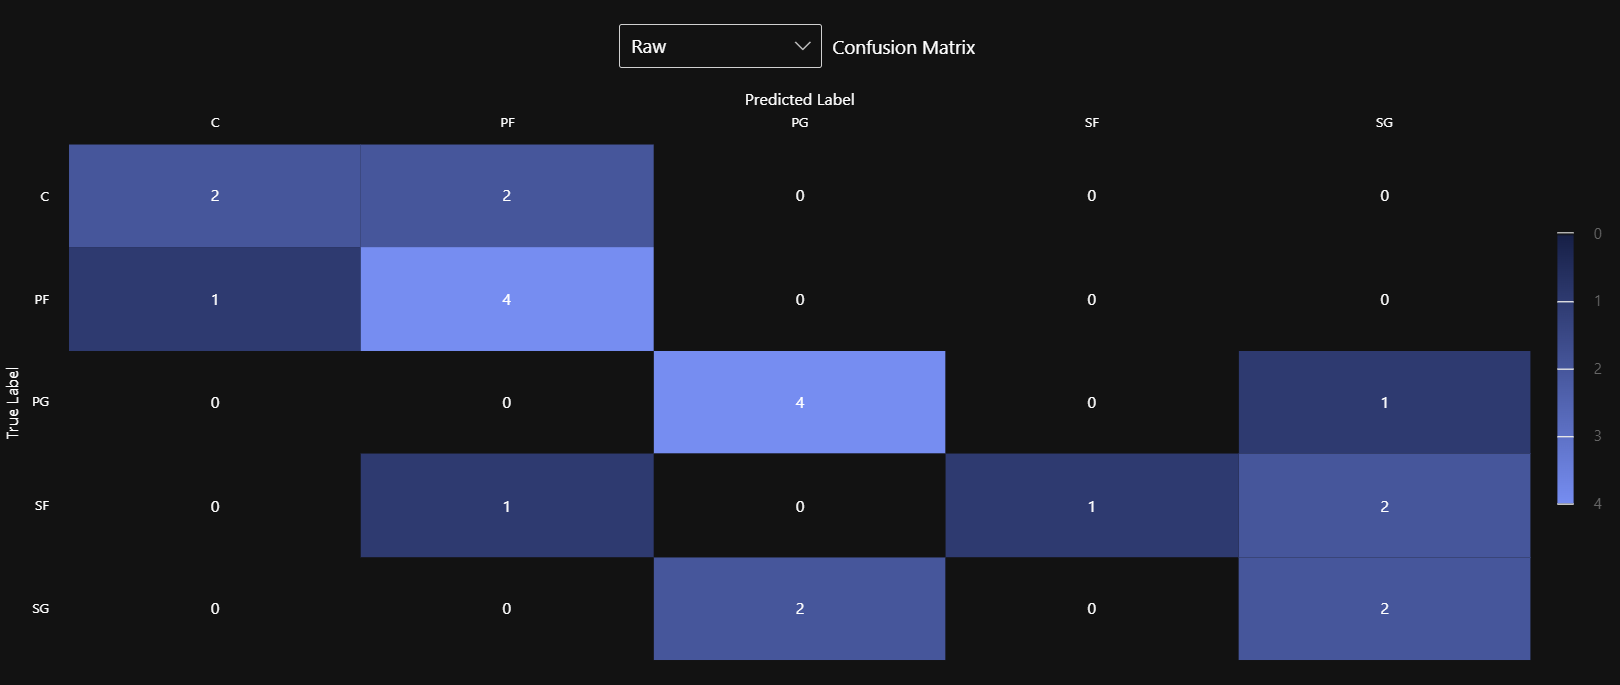 Raw Confusion Matrix
Predicted Label
C PF PG SF SG
True Label
C 2 2 0 0 0
PF 1 4 0 0 0
PG 0 0 4 0 1
SF 0 1 0 1 2
SG 0 0 2 0 2
0
1
2
3
4